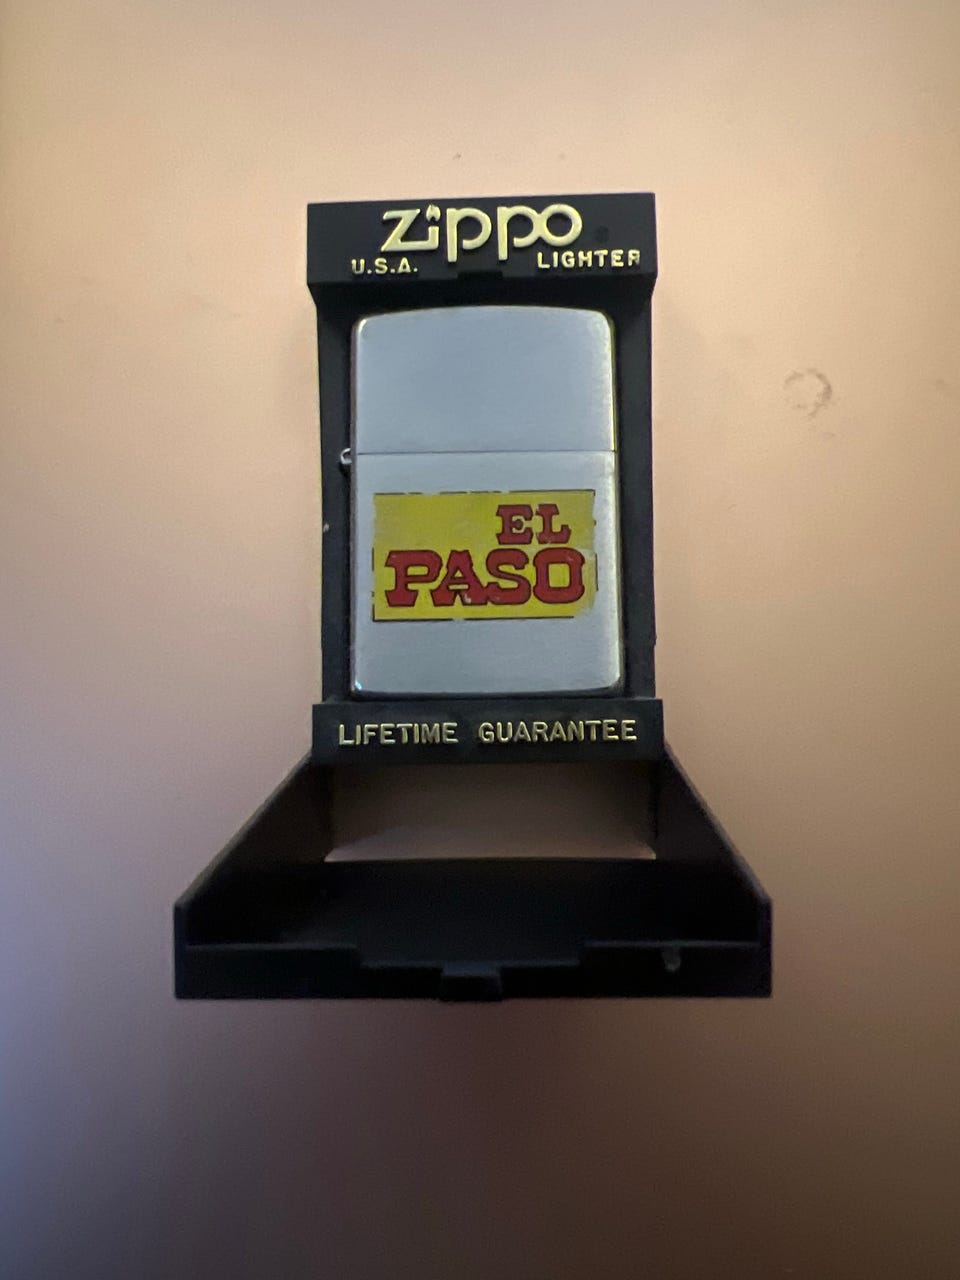 zippo
U.S.A. LIGHTER
EL
PASO
LIFETIME GUARANTEE